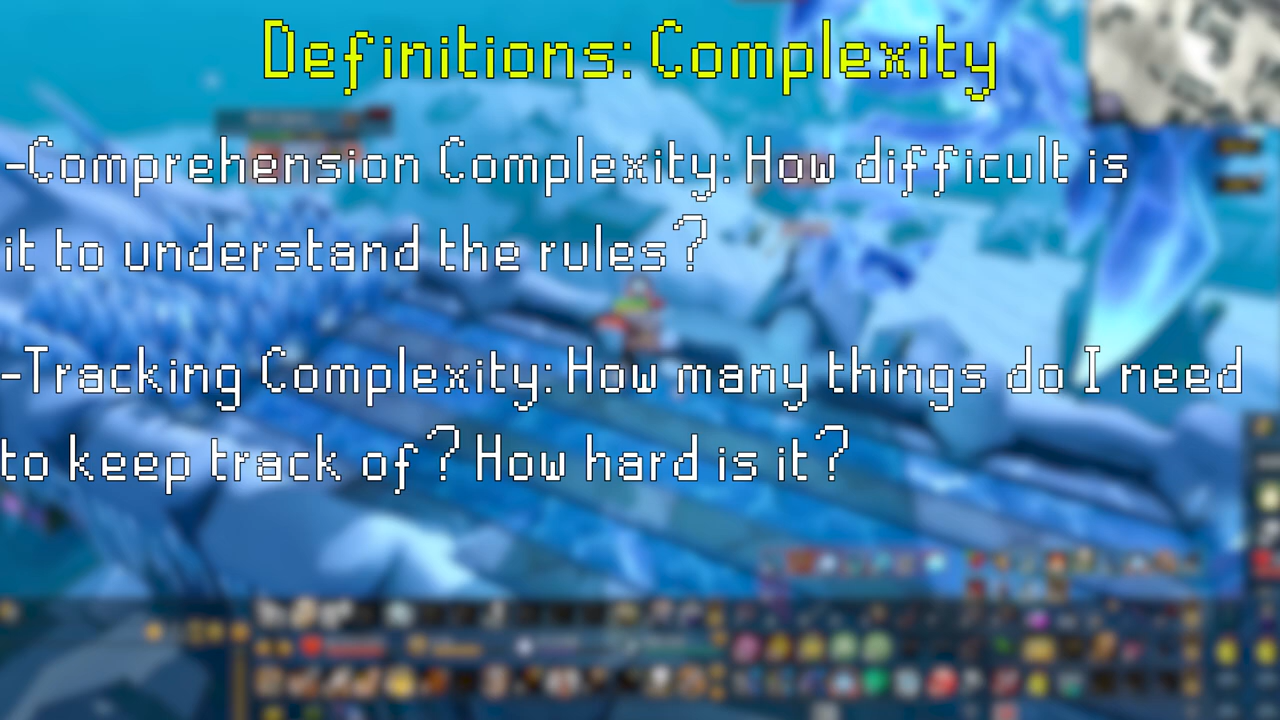 Definitions: Complexity
-Comprehension Complexity: How difficult is
it to understand the rules?
-Tracking Complexity: How many things do I need
to keep track of? How hard is it?